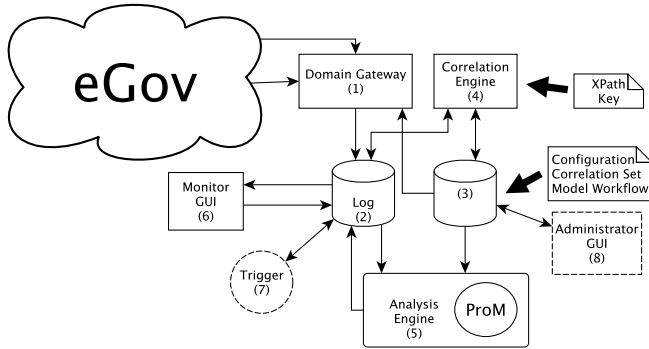 eGov
Domain Gateway
(1)
Correlation
Engine
(4)
XPath
Key
Configuration
Correlation Set
Model Workflow
Monitor
GUI
(6)
Log
(2)
(3)
Administrator
GUI
(8)
Trigger
(7)
Analysis
Engine
(5)
ProM